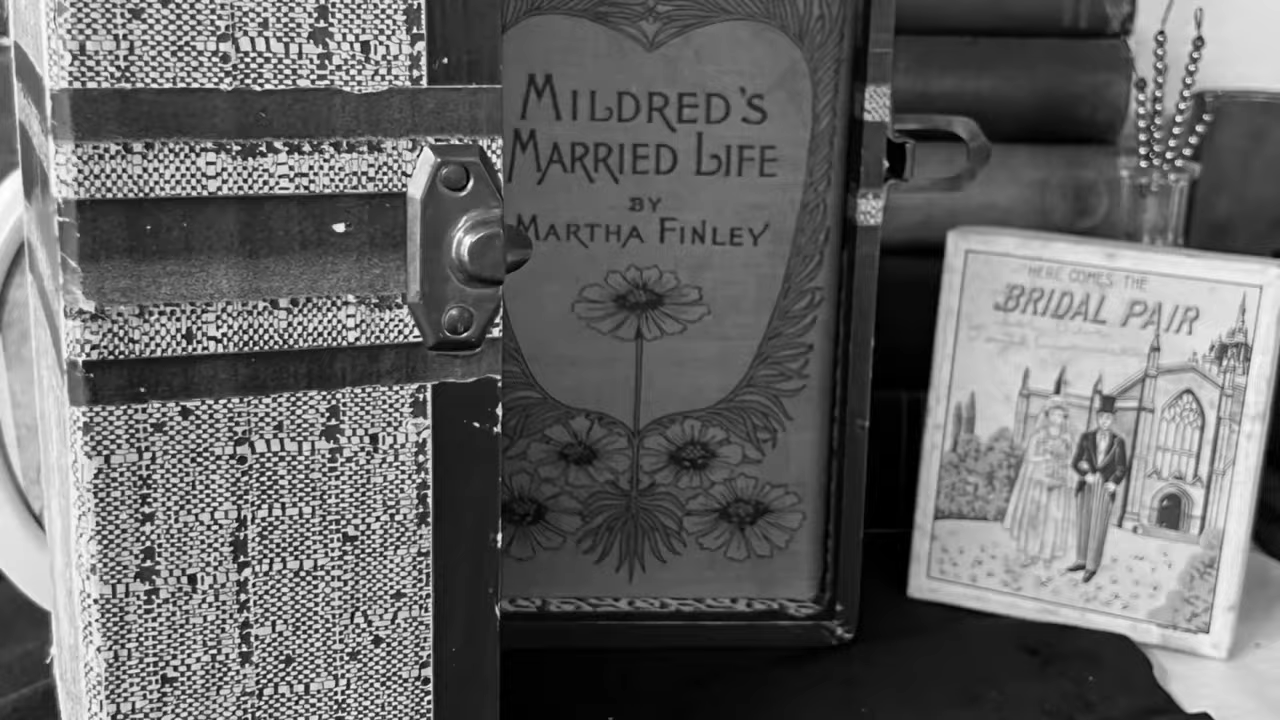 MILDRED'S
MARRIED LIFE
BY
MARTHA FINLEY
HERE COMES THE
BRIDAL PAIR